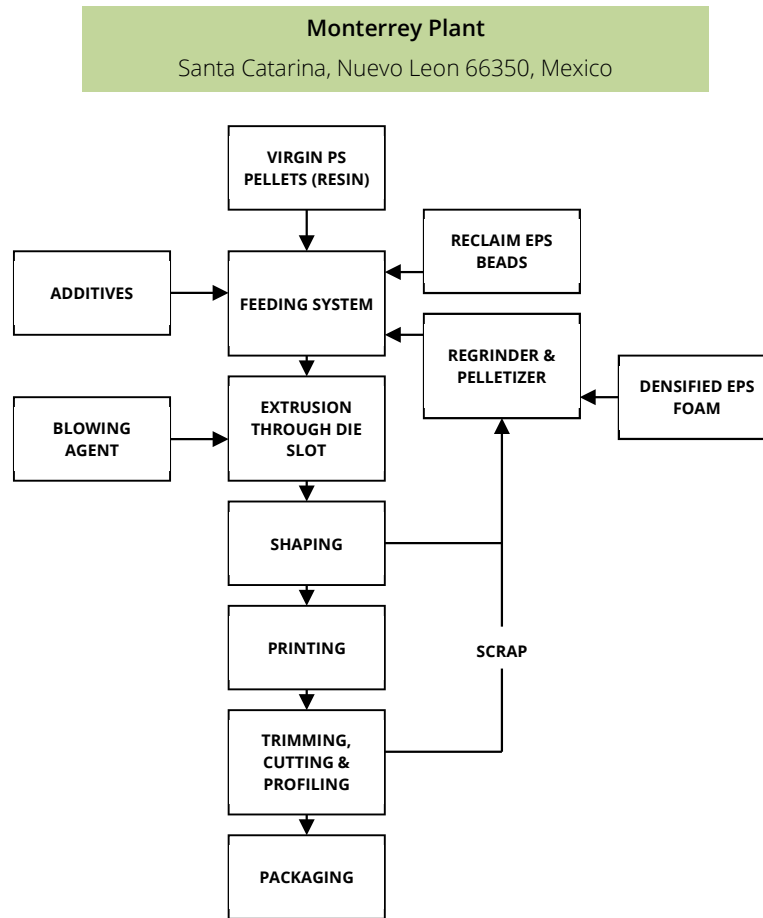 Monterrey Plant
Santa Catarina, Nuevo Leon 66350, Mexico
VIRGIN PS
PELLETS (RESIN)
RECLAIM EPS
BEADS
ADDITIVES
FEEDING SYSTEM
REGRINDER &
PELLETIZER
DENSIFIED EPS
FOAM
BLOWING
AGENT
EXTRUSION
THROUGH DIE
SLOT
SHAPING
PRINTING
SCRAP
TRIMMING,
CUTTING &
PROFILING
PACKAGING